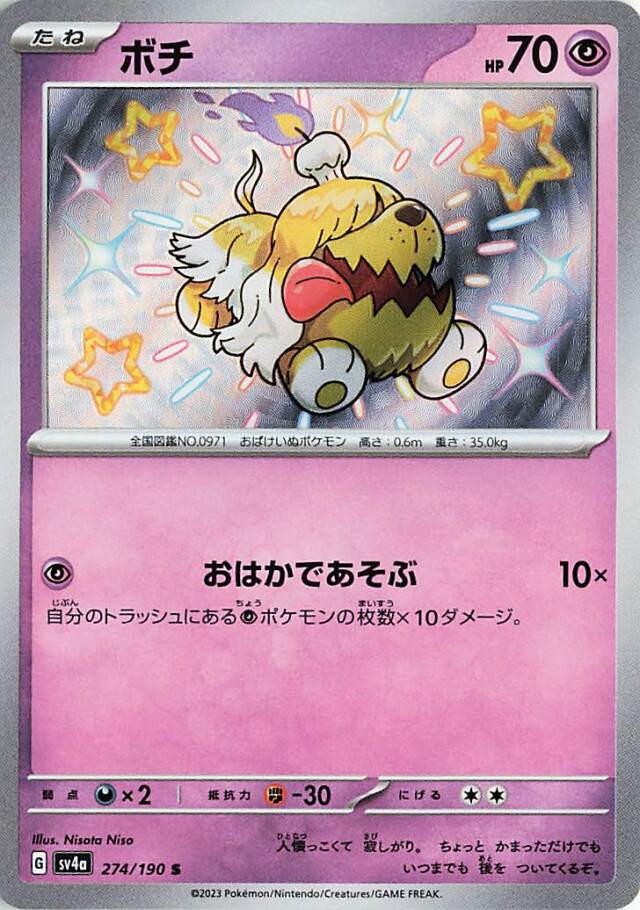 たね ボチ HP70
全国図鑑NO.0971 おばけいぬポケモン 高さ:0.6m 重さ:35.0kg
おはかであそぶ 10×
自分のトラッシュにあるポケモンの枚数×10ダメージ。
弱点 ×2 抵抗力 -30 にげる
Illus. Nisota Niso
G sv4a 274/190 S
人懐っこくて 寂しがり。 ちょっと かまっただけでも
いつまでも 後を ついてくるぞ。
©2023 Pokémon/Nintendo/Creatures/GAME FREAK.